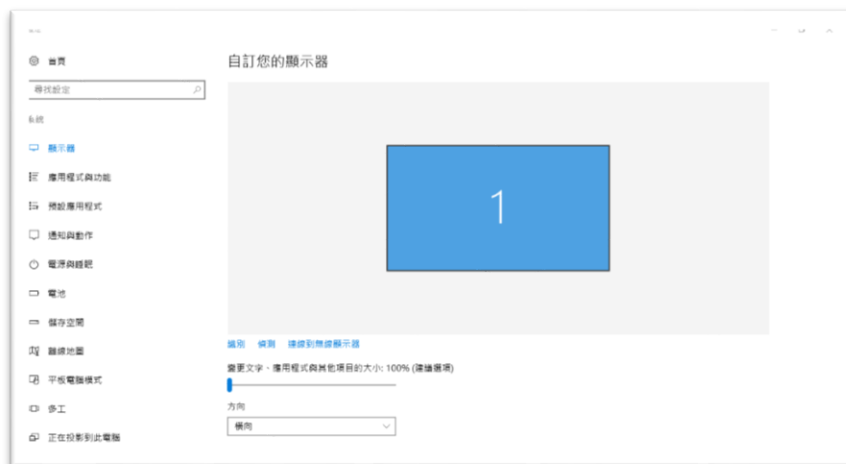 首頁
尋找設定
系統
顯示器
應用程式與功能
預設應用程式
通知與動作
電源與睡眠
電池
儲存空間
離線地圖
平板電腦模式
多工
正在投影到此電腦
自訂您的顯示器
1
識別 偵測 連線到無線顯示器
變更文字、應用程式與其他項目的大小: 100% (建議選項)
方向
橫向